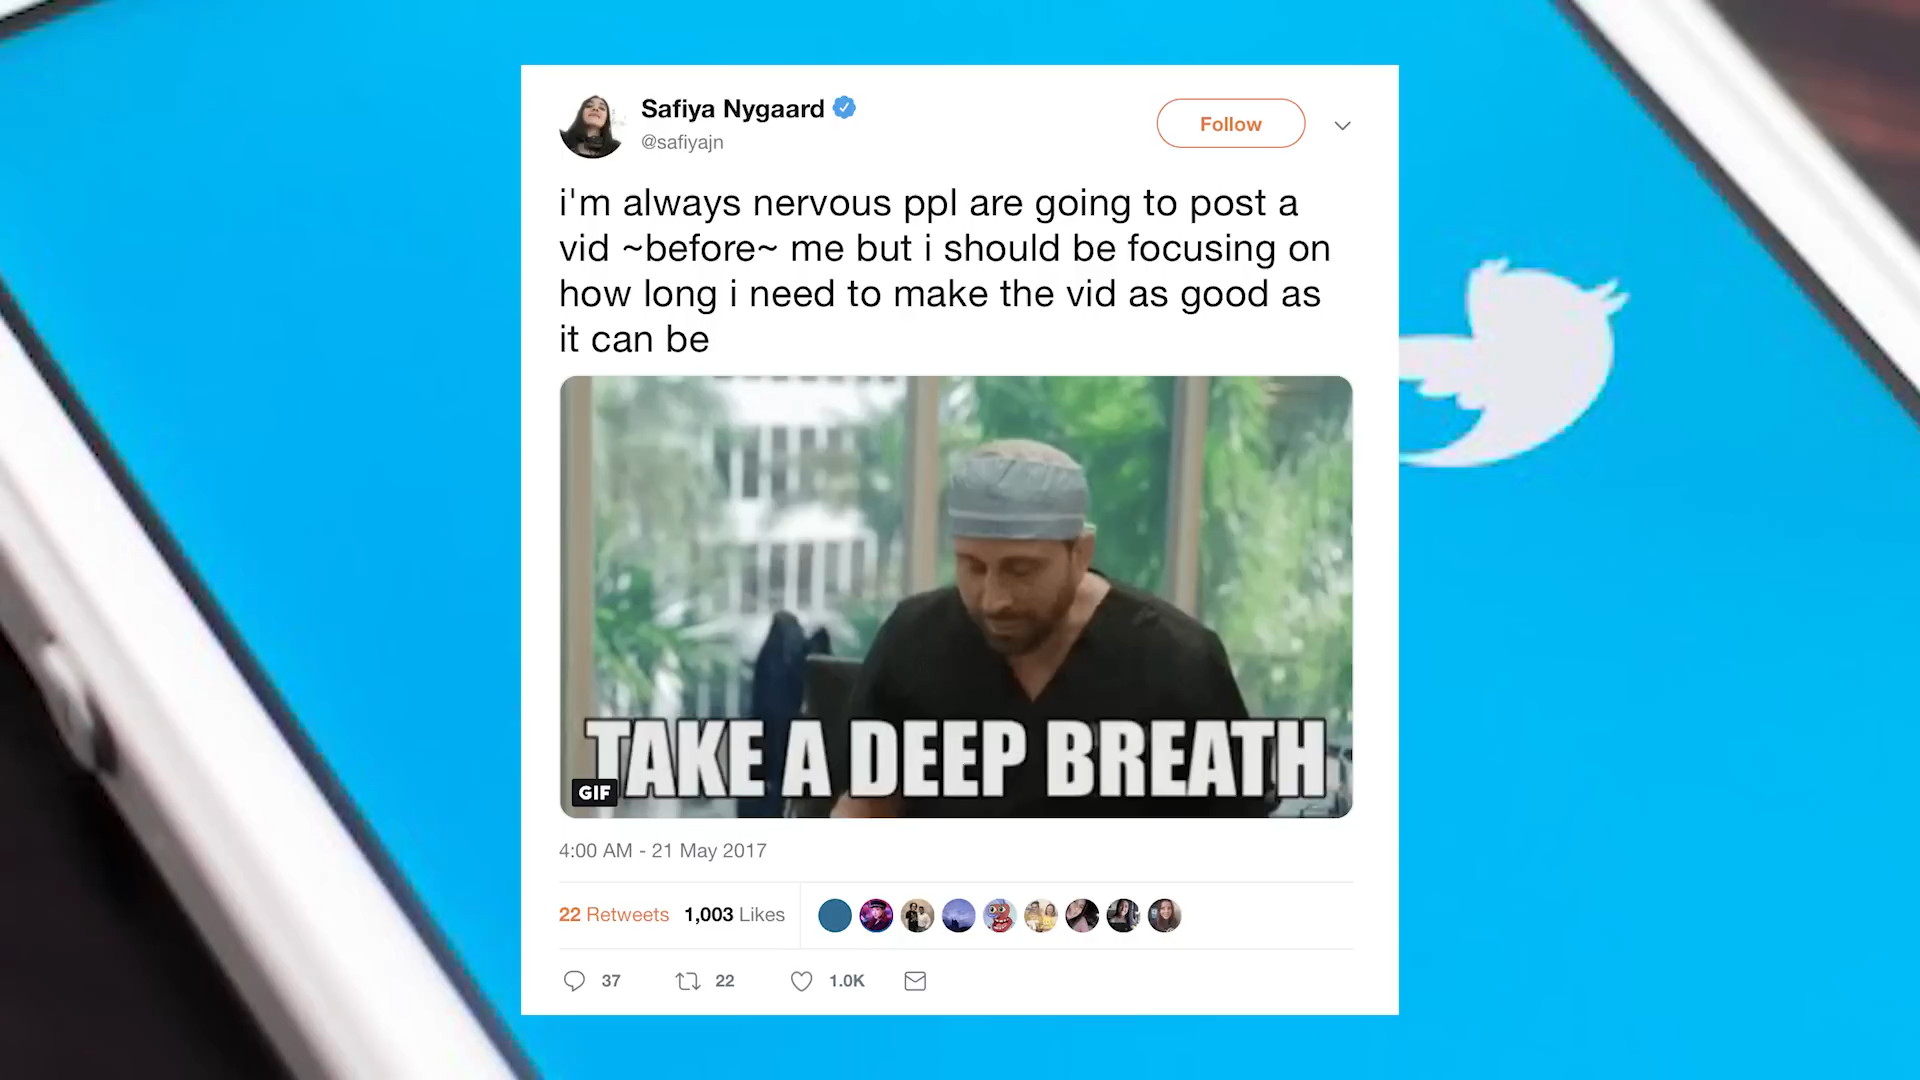 Safiya Nygaard
@safiyajn
Follow
i'm always nervous ppl are going to post a
vid ~before~ me but i should be focusing on
how long i need to make the vid as good as
it can be
TAKE A DEEP BREATH
GIF
4:00 AM - 21 May 2017
22 Retweets 1,003 Likes
37 22 1.0K